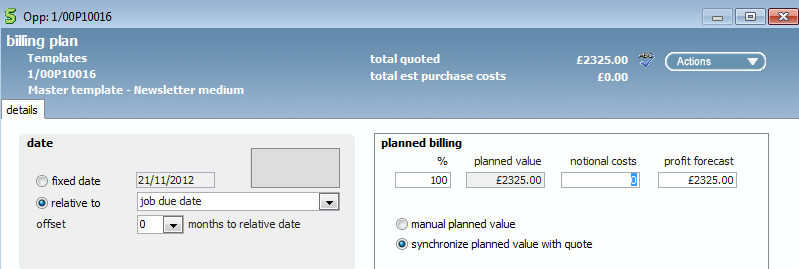 Opp: 1/00P10016
billing plan
Templates
1/00P10016
Master template - Newsletter medium
total quoted £2325.00
total est purchase costs £0.00
ABC
Actions
details
date
fixed date 21/11/2012
relative to job due date
offset 0 months to relative date
planned billing
% planned value notional costs profit forecast
100 £2325.00 0 £2325.00
manual planned value
synchronize planned value with quote